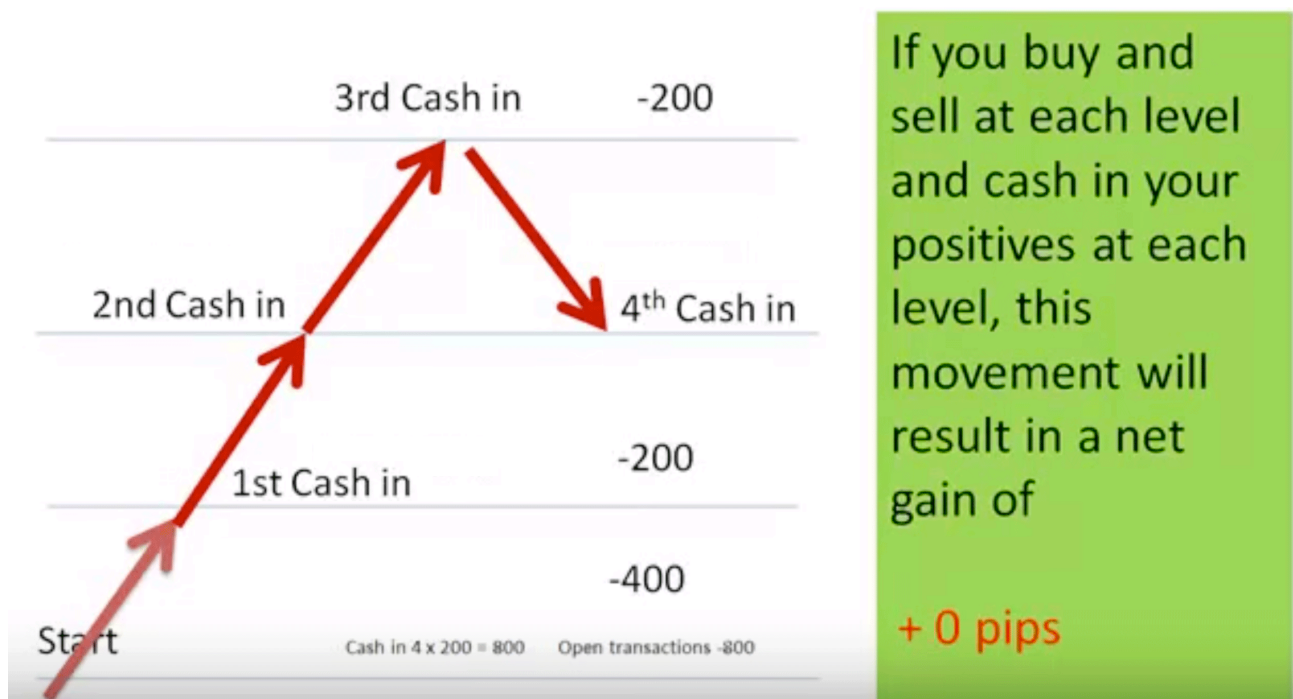 3rd Cash in -200
2nd Cash in
4th Cash in
-200
1st Cash in
-400
Start
Cash in 4 x 200 = 800 Open transactions -800
If you buy and
sell at each level
and cash in your
positives at each
level, this
movement will
result in a net
gain of
+ 0 pips